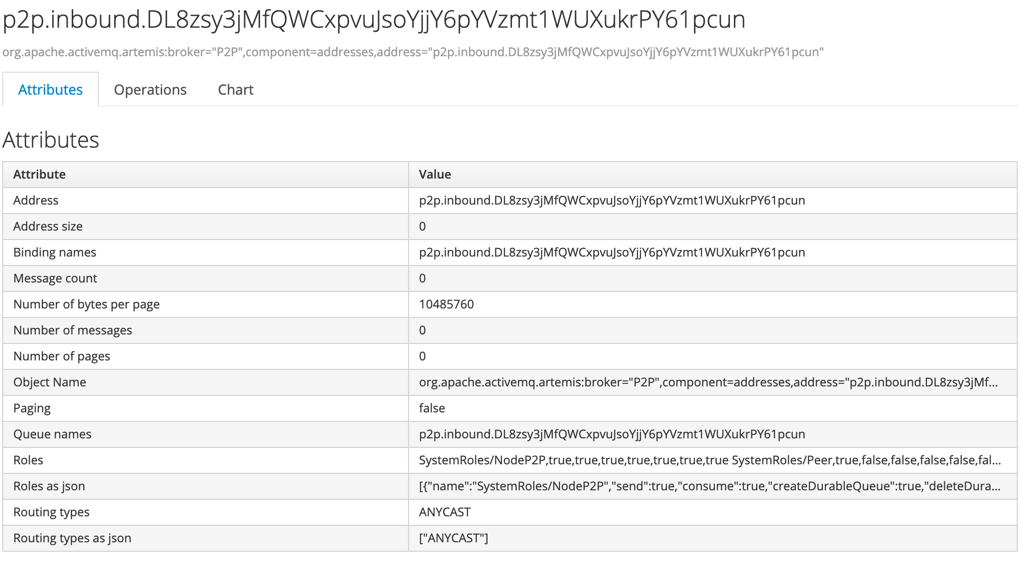 p2p.inbound.DL8zsy3jMfQWCxpvuJsoYjjY6pYVzmt1WUXukrPY61pcun
org.apache.activemq.artemis:broker="P2P",component=addresses,address="p2p.inbound.DL8zsy3jMfQWCxpvuJsoYjjY6pYVzmt1WUXukrPY61pcun"
Attributes Operations Chart
Attributes
Attribute Value
Address p2p.inbound.DL8zsy3jMfQWCxpvuJsoYjjY6pYVzmt1WUXukrPY61pcun
Address size 0
Binding names p2p.inbound.DL8zsy3jMfQWCxpvuJsoYjjY6pYVzmt1WUXukrPY61pcun
Message count 0
Number of bytes per page 10485760
Number of messages 0
Number of pages 0
Object Name org.apache.activemq.artemis:broker="P2P",component=addresses,address="p2p.inbound.DL8zsy3jMf...
Paging false
Queue names p2p.inbound.DL8zsy3jMfQWCxpvuJsoYjjY6pYVzmt1WUXukrPY61pcun
Roles SystemRoles/NodeP2P,true,true,true,true,true,true,true SystemRoles/Peer,true,false,false,false,false,fal...
Roles as json [{"name":"SystemRoles/NodeP2P","send":true,"consume":true,"createDurableQueue":true,"deleteDura...
Routing types ANYCAST
Routing types as json ["ANYCAST"]